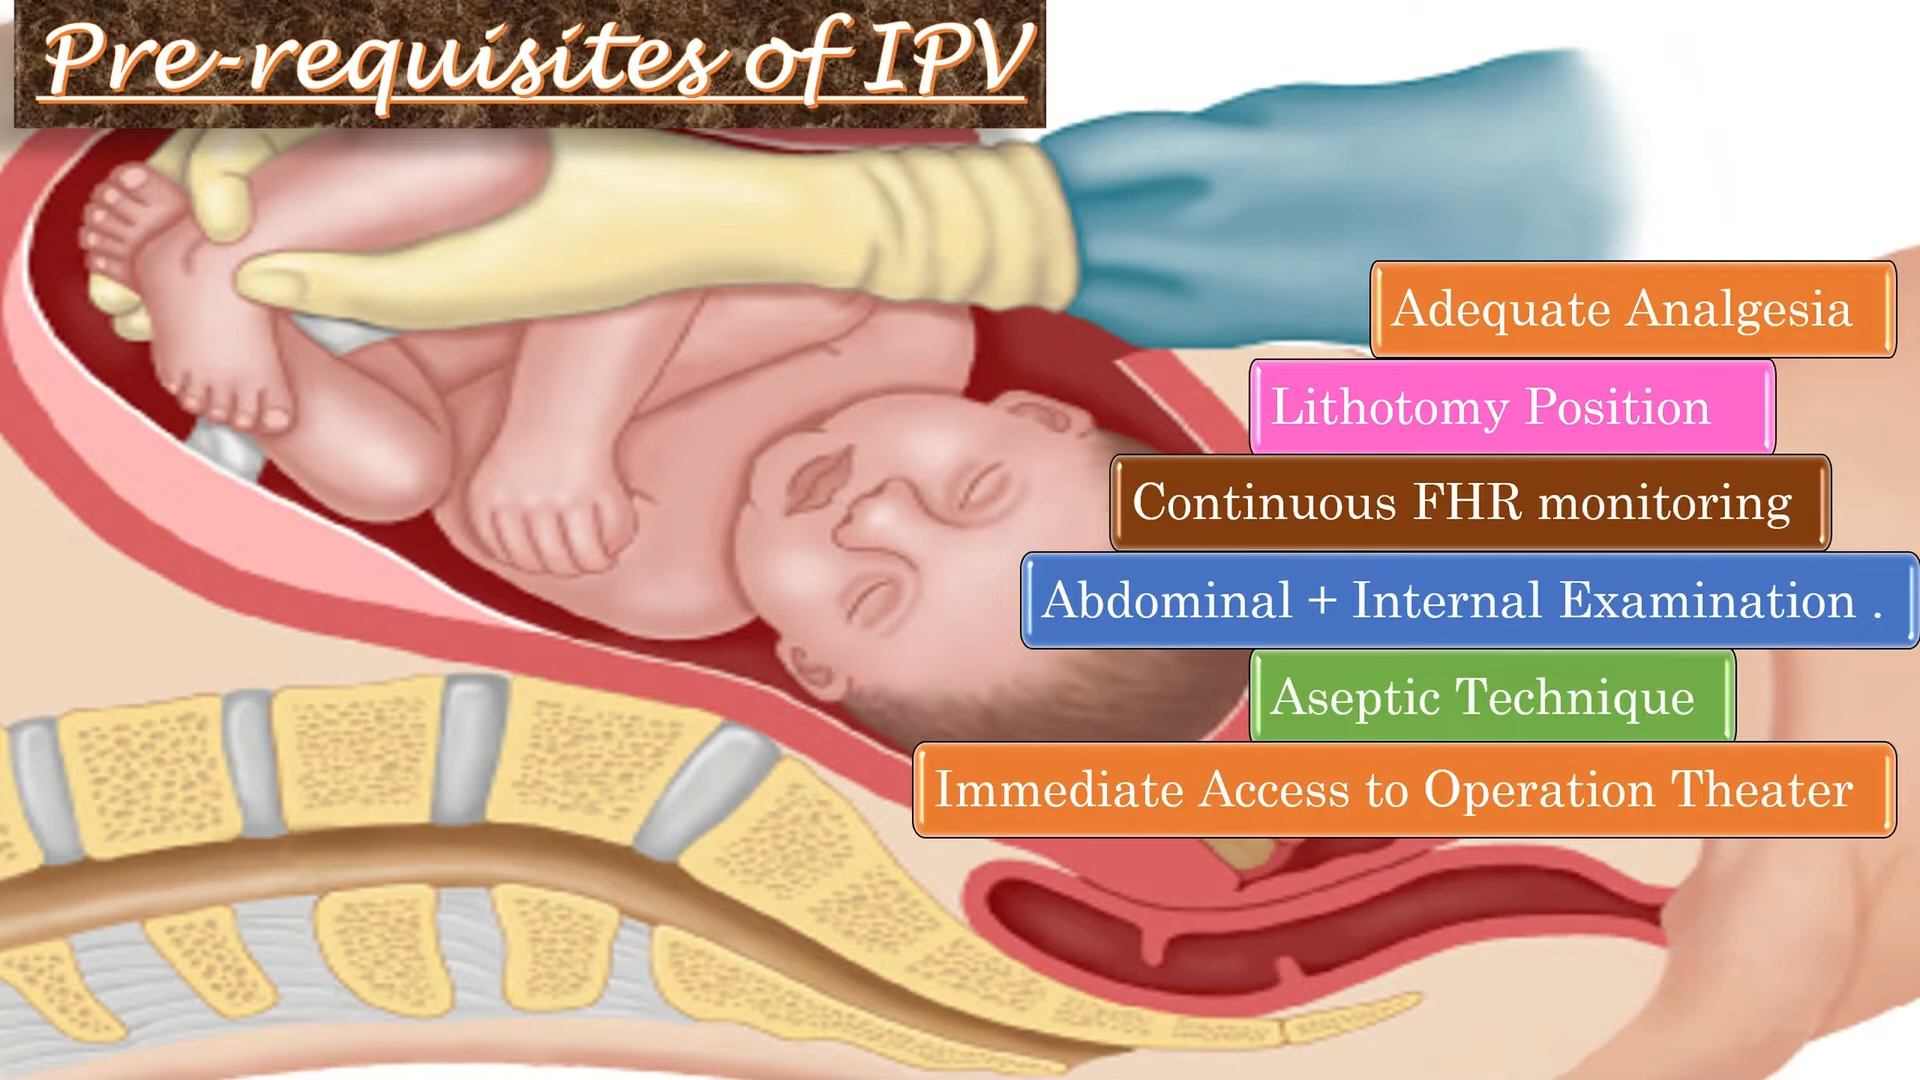 Pre-requisites of IPV
Adequate Analgesia
Lithotomy Position
Continuous FHR monitoring
Abdominal + Internal Examination .
Aseptic Technique
Immediate Access to Operation Theater